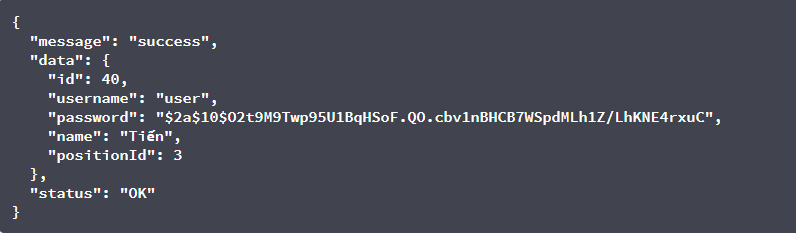 {
"message": "success",
"data": {
"id": 40,
"username": "user",
"password": "$2a$10$O2t9M9Twp95U1BqHSoF.QO.cbv1nBHCB7WSpdMLh1Z/LhKNE4rxuC",
"name": "Tiến",
"positionId": 3
},
"status": "OK"
}